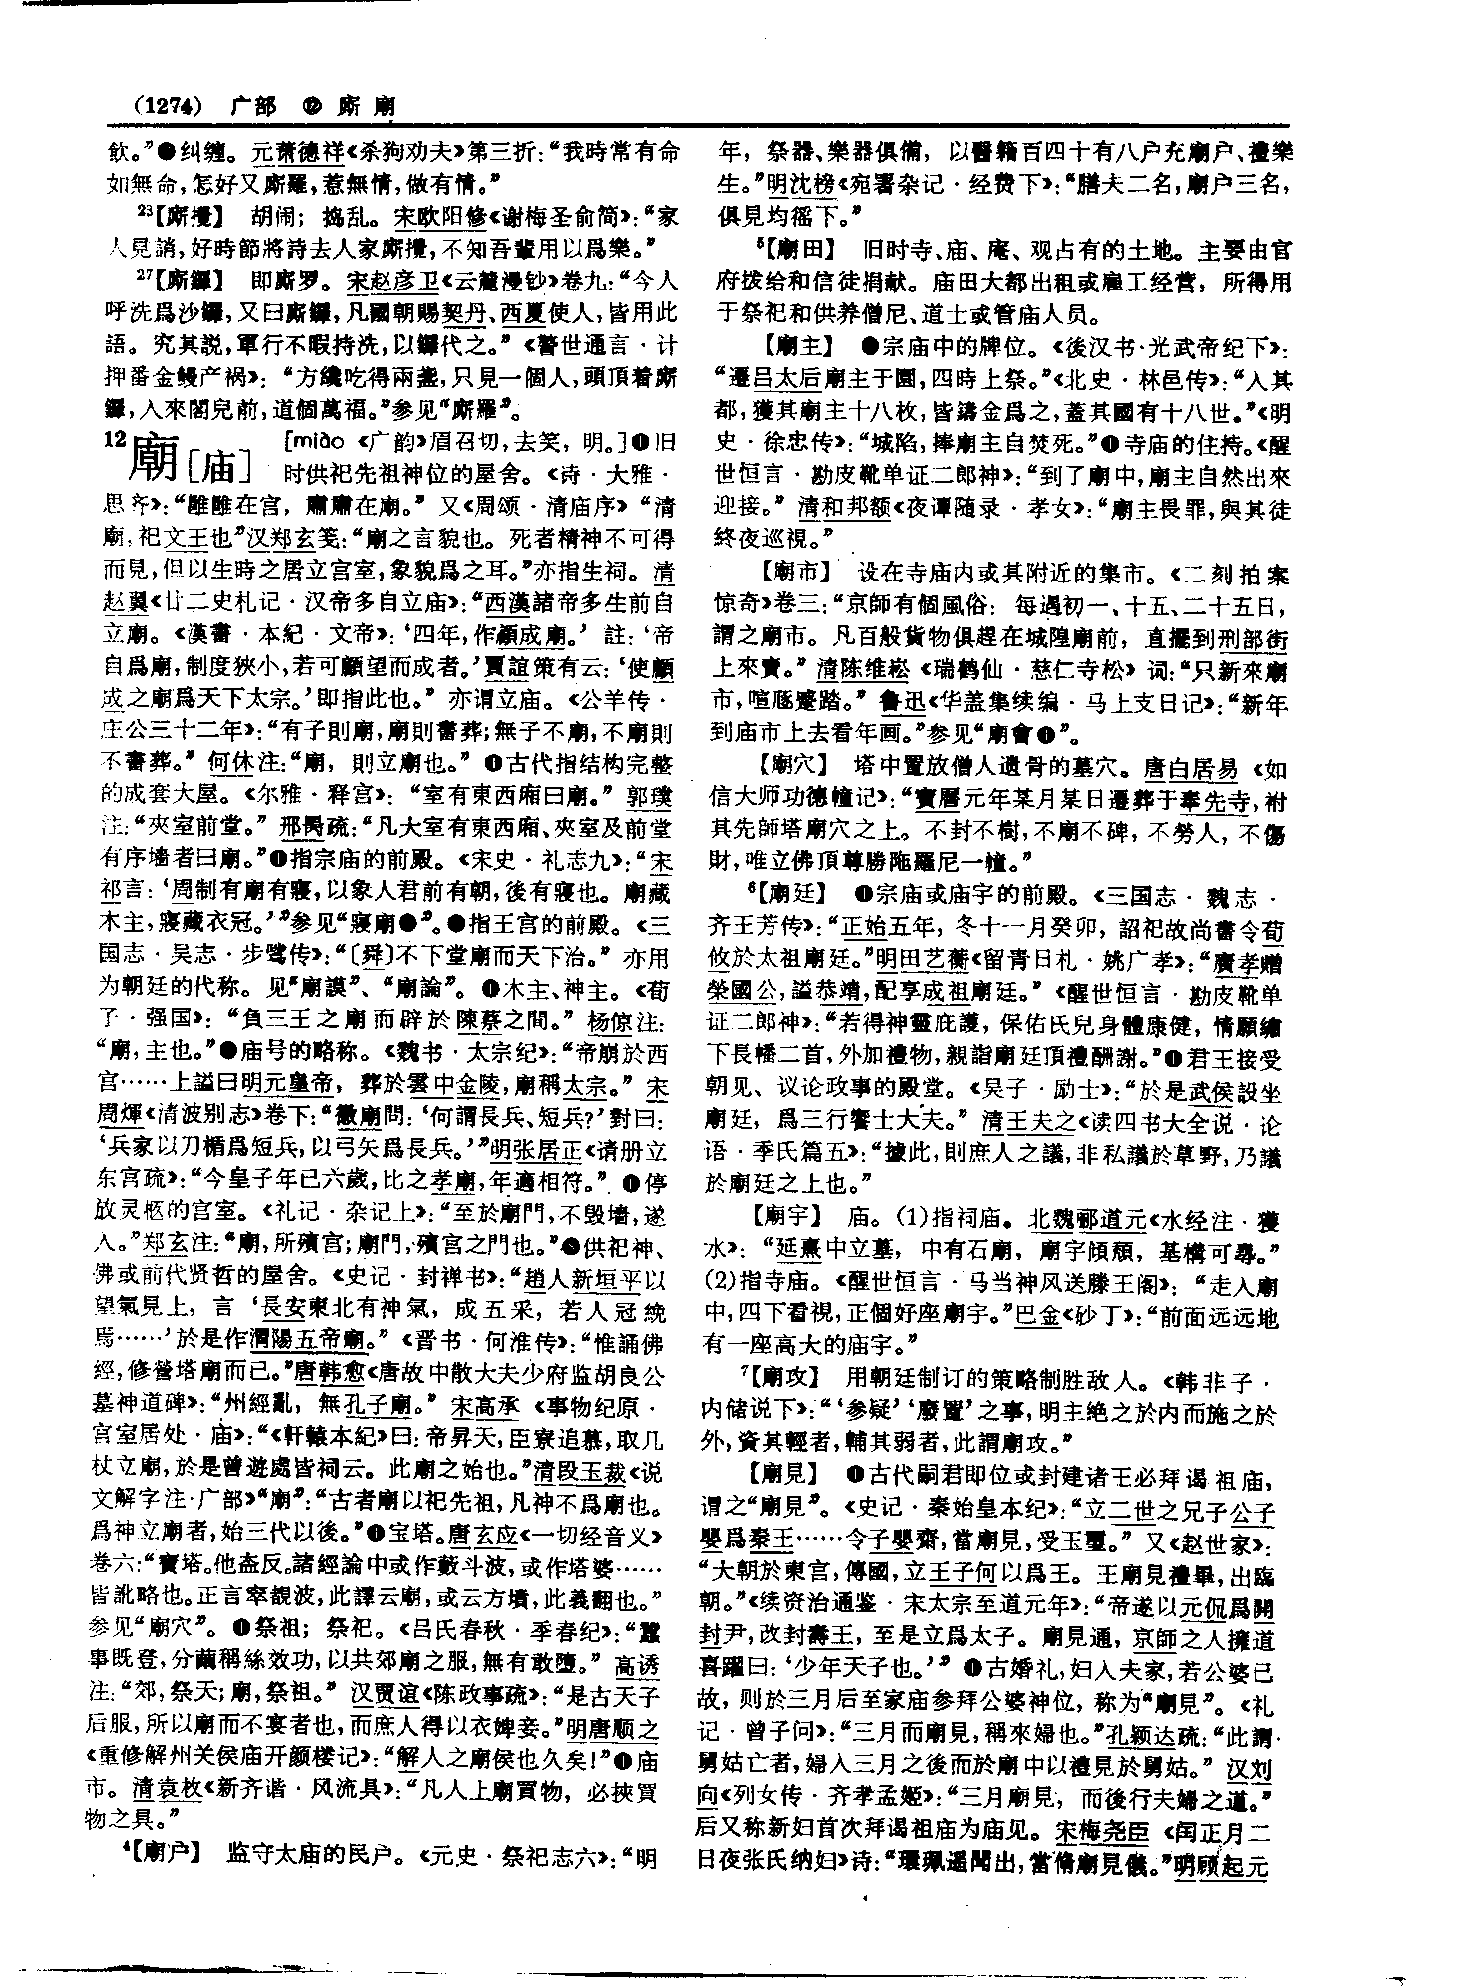 (1274) 广部 ⑫ 廝 廟
飲。”●纠缠。元萧德祥《杀狗劝夫》第三折：“我時常有命
如無命，怎好又廝羅，惹無情，做有情。”
23【廝攪】 胡闹；捣乱。宋欧阳修《谢梅圣俞简》：“家
人見誚，好時節將詩去人家廝攪，不知吾輩用以爲樂。”
27【廝鑼】 即廝罗。宋赵彦卫《云麓漫钞》卷九：“今人
呼洗爲沙鑼，又曰廝鑼，凡國朝賜契丹、西夏使人，皆用此
語。究其説，軍行不暇持洗，以鑼代之。”《警世通言·计
押番金鳗产祸》：“方纔吃得兩盞，只見一個人，頭頂着廝
鑼，入來閣兒前，道個萬福。”参见“廝羅”。
12廟[庙] [miào 《广韵》眉召切，去笑，明。]❶旧
时供祀先祖神位的屋舍。《诗·大雅·
思齐》：“雝雝在宫，肅肅在廟。”又《周颂·清庙序》“清
廟，祀文王也”汉郑玄笺：“廟之言貌也。死者精神不可得
而見，但以生時之居立宫室，象貌爲之耳。”亦指生祠。清
赵翼《廿二史札记·汉帝多自立庙》：“西漢諸帝多生前自
立廟。《漢書·本紀·文帝》：‘四年，作顧成廟。’註：‘帝
自爲廟，制度狹小，若可顧望而成者。’賈誼策有云：‘使顧
成之廟爲天下太宗。’即指此也。”亦谓立庙。《公羊传·
庄公三十二年》：“有子則廟，廟則書葬；無子不廟，不廟則
不書葬。”何休注：“廟，則立廟也。”●古代指结构完整
的成套大屋。《尔雅·释宫》：“室有東西廂曰廟。”郭璞
注：“夾室前堂。”邢昺疏：“凡大室有東西廂、夾室及前堂
有序墻者曰廟。”●指宗庙的前殿。《宋史·礼志九》：“宋
祁言：‘周制有廟有寢，以象人君前有朝，後有寢也。廟藏
木主，寢藏衣冠。’”参见“寢廟●”。●指王宫的前殿。《三
国志·吴志·步骘传》：“〔舜〕不下堂廟而天下治。”亦用
为朝廷的代称。见“廟謨”、“廟論”。●木主、神主。《荀
子·强国》：“負三王之廟而辟於陳蔡之間。”杨倞注：
“廟，主也。”●庙号的略称。《魏书·太宗纪》：“帝崩於西
宫……上謚曰明元皇帝，葬於雲中金陵，廟稱太宗。”宋
周煇《清波别志》卷下：“徽廟問：‘何謂長兵、短兵？’對曰：
‘兵家以刀楯爲短兵，以弓矢爲長兵。’”明张居正《请册立
东宫疏》：“今皇子年已六歲，比之孝廟，年適相符。”●停
放灵柩的宫室。《礼记·杂记上》：“至於廟門，不毁墻，遂
入。”郑玄注：“廟，所殯宫；廟門，殯宫之門也。”●供祀神、
佛或前代贤哲的屋舍。《史记·封禅书》：“趙人新垣平以
望氣見上，言‘長安東北有神氣，成五采，若人冠絻
焉……’於是作渭陽五帝廟。”《晋书·何准传》：“惟誦佛
經，修營塔廟而已。”唐韩愈《唐故中散大夫少府监胡良公
墓神道碑》：“州經亂，無孔子廟。”宋高承《事物纪原·
宫室居处·庙》：“《軒轅本紀》曰：帝昇天，臣寮追慕，取几
杖立廟，於是曾遊處皆祠云。此廟之始也。”清段玉裁《说
文解字注·广部》“廟”：“古者廟以祀先祖，凡神不爲廟也。
爲神立廟者，始三代以後。”●宝塔。唐玄应《一切经音义》
卷六：“寶塔。他盍反。諸經論中或作藪斗波，或作塔婆……
皆訛略也。正言窣覩波，此譯云廟，或云方墳，此義翻也。”
参见“廟穴”。●祭祖；祭祀。《吕氏春秋·季春纪》：“蠶
事既登，分繭稱絲效功，以共郊廟之服，無有敢墮。”高诱
注：“郊，祭天；廟，祭祖。”汉贾谊《陈政事疏》：“是古天子
后服，所以廟而不宴者也，而庶人得以衣婢妾。”明唐顺之
《重修解州关侯庙开颜楼记》：“解人之廟侯也久矣！”●庙
市。清袁枚《新齐谐·风流具》：“凡人上廟買物，必挾買
物之具。”
4【廟户】 监守太庙的民户。《元史·祭祀志六》：“明
年，祭器、樂器俱備，以醫籍百四十有八户充廟户、禮樂
生。”明沈榜《宛署杂记·经费下》：“膳夫二名，廟户三名，
俱見均徭下。”
5【廟田】 旧时寺、庙、庵、观占有的土地。主要由官
府拨给和信徒捐献。庙田大都出租或雇工经营，所得用
于祭祀和供养僧尼、道士或管庙人员。
【廟主】 ●宗庙中的牌位。《後汉书·光武帝纪下》：
“遷吕太后廟主于園，四時上祭。”《北史·林邑传》：“入其
都，獲其廟主十八枚，皆鑄金爲之，蓋其國有十八世。”《明
史·徐忠传》：“城陷，捧廟主自焚死。”●寺庙的住持。《醒
世恒言·勘皮靴单证二郎神》：“到了廟中，廟主自然出來
迎接。”清和邦额《夜谭随录·孝女》：“廟主畏罪，與其徒
終夜巡視。”
【廟市】 设在寺庙内或其附近的集市。《二刻拍案
惊奇》卷三：“京師有個風俗：每遇初一、十五、二十五日，
謂之廟市。凡百般貨物俱趕在城隍廟前，直擺到刑部街
上來賣。”清陈维崧《瑞鹤仙·慈仁寺松》词：“只新來廟
市，喧豗蹙踏。”鲁迅《华盖集续编·马上支日记》：“新年
到庙市上去看年画。”参见“廟會●”。
【廟穴】 塔中置放僧人遗骨的墓穴。唐白居易《如
信大师功德幢记》：“寶曆元年某月某日遷葬于奉先寺，祔
其先師塔廟穴之上。不封不樹，不廟不碑，不勞人，不傷
財，唯立佛頂尊勝陁羅尼一幢。”
6【廟廷】 ●宗庙或庙宇的前殿。《三国志·魏志·
齐王芳传》：“正始五年，冬十一月癸卯，詔祀故尚書令荀
攸於太祖廟廷。”明田艺蘅《留青日札·姚广孝》：“廣孝贈
榮國公，謚恭靖，配享成祖廟廷。”《醒世恒言·勘皮靴单
证二郎神》：“若得神靈庇護，保佑氏兒身體康健，情願繡
下長幡二首，外加禮物，親詣廟廷頂禮酬謝。”●君王接受
朝见、议论政事的殿堂。《吴子·励士》：“於是武侯設坐
廟廷，爲三行饗士大夫。”清王夫之《读四书大全说·论
语·季氏篇五》：“據此，則庶人之議，非私議於草野，乃議
於廟廷之上也。”
【廟宇】 庙。(1)指祠庙。北魏郦道元《水经注·獲
水》：“延熹中立墓，中有石廟，廟宇傾頽，基構可尋。”
(2)指寺庙。《醒世恒言·马当神风送滕王阁》：“走入廟
中，四下看視，正個好座廟宇。”巴金《砂丁》：“前面远远地
有一座高大的庙宇。”
7【廟攻】 用朝廷制订的策略制胜敌人。《韩非子·
内储说下》：“‘参疑’‘廢置’之事，明主絶之於内而施之於
外，資其輕者，輔其弱者，此謂廟攻。”
【廟見】 ●古代嗣君即位或封建诸王必拜谒祖庙，
谓之“廟見”。《史记·秦始皇本纪》：“立二世之兄子公子
嬰爲秦王……令子嬰齋，當廟見，受玉璽。”又《赵世家》：
“大朝於東宫，傳國，立王子何以爲王。王廟見禮畢，出臨
朝。”《续资治通鉴·宋太宗至道元年》：“帝遂以元侃爲開
封尹，改封壽王，至是立爲太子。廟見通，京師之人擁道
喜躍曰：‘少年天子也。’”●古婚礼，妇入夫家，若公婆已
故，则於三月后至家庙参拜公婆神位，称为“廟見”。《礼
记·曾子问》：“三月而廟見，稱來婦也。”孔颖达疏：“此謂
舅姑亡者，婦入三月之後而於廟中以禮見於舅姑。”汉刘
向《列女传·齐孝孟姬》：“三月廟見，而後行夫婦之道。”
后又称新妇首次拜谒祖庙为庙见。宋梅尧臣《闰正月二
日夜张氏纳妇》诗：“環珮遥聞出，當脩廟見儀。”明顾起元